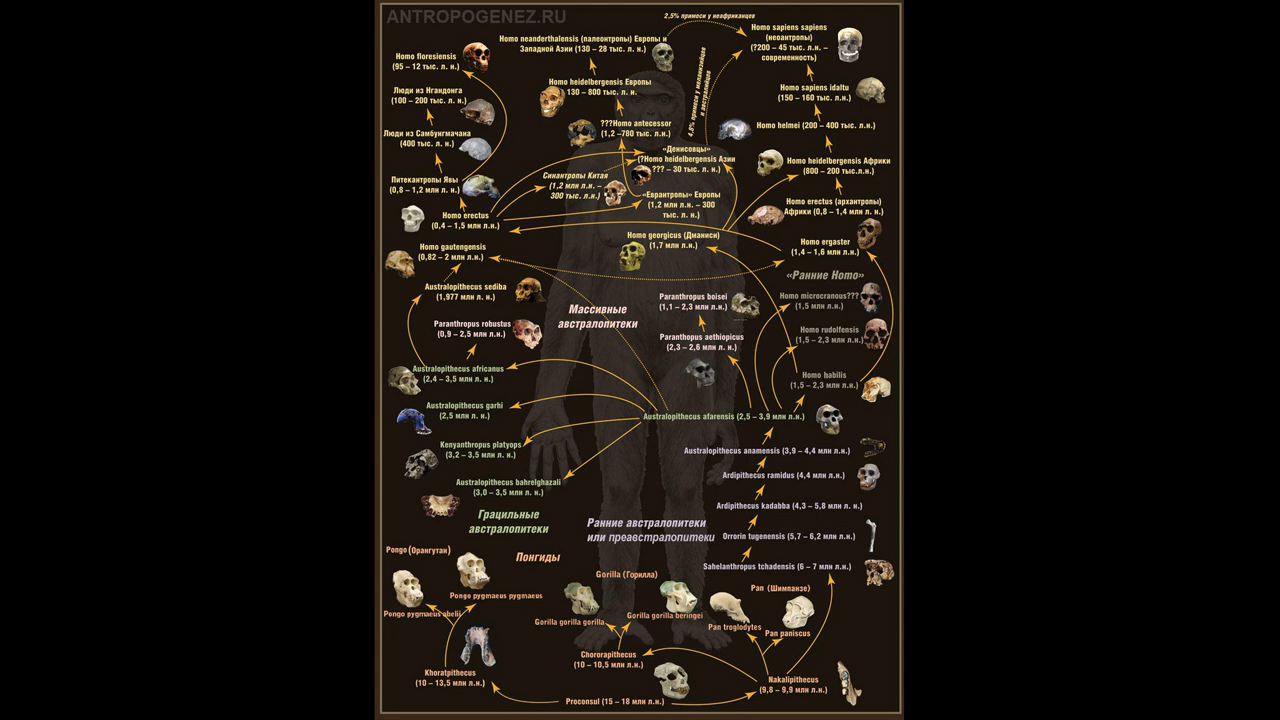 ANTROPOGENEZ.RU
2,5% примеси у неафриканцев
Homo sapiens sapiens
(неоантропы)
(?200 – 45 тыс. л.н. –
современность)
Homo neanderthalensis (палеоантропы) Европы и
Западной Азии (130 – 28 тыс. л.н.)
Homo floresiensis
(95 – 12 тыс. л.н.)
4,8% примеси у меланезийцев
и австралийцев
Homo heidelbergensis Европы
130 – 800 тыс. л.н.
Homo sapiens idaltu
(150 – 160 тыс. л.н.)
Люди из Нгандонга
(100 – 200 тыс. л. н.)
???Homo antecessor
(1,2 –780 тыс. л.н.)
Homo helmei (200 – 400 тыс. л.н.)
Люди из Самбунгмачана
(400 тыс. л.н.)
«Денисовцы»
(?Homo heidelbergensis Азии
??? – 30 тыс. л.н.)
Homo heidelbergensis Африки
(800 – 200 тыс.л.н.)
Питекантропы Явы
(0,8 – 1,2 млн л. н.)
Синантропы Китая
(1,2 млн л.н. –
300 тыс. л.н.)
«Еврантропы» Европы
(1,2 млн л.н. – 300
тыс. л. н.)
Homo erectus (архантропы)
Африки (0,8 – 1,4 млн л.н.)
Homo erectus
(0,4 – 1,5 млн л.н.)
Homo georgicus (Дманиси)
(1,7 млн л.н.)
Homo ergaster
(1,4 – 1,6 млн л.н.)
Homo gautengensis
(0,82 – 2 млн л.н.)
«Ранние Homo»
Australopithecus sediba
(1,977 млн л.н.)
Paranthropus boisei
(1,1 – 2,3 млн л.н.)
Homo microcranous???
(1,5 млн л.н.)
Массивные
австралопитеки
Paranthropus robustus
(0,9 – 2,5 млн л.н.)
Paranthopus aethiopicus
(2,3 – 2,6 млн л. н.)
Homo rudolfensis
(1,5 – 2,3 млн л.н.)
Australopithecus africanus
(2,4 – 3,5 млн л. н.)
Homo habilis
(1,5 – 2,3 млн л.н.)
Australopithecus garhi
(2,5 млн л.н.)
Australopithecus afarensis (2,5 – 3,9 млн л.н.)
Kenyanthropus platyops
(3,2 – 3,5 млн л.н.)
Australopithecus anamensis (3,9 – 4,4 млн л.н.)
Ardipithecus ramidus (4,4 млн л.н.)
Australopithecus bahrelghazali
(3,0 – 3,5 млн л.н.)
Ardipithecus kadabba (4,3 – 5,8 млн л. н.)
Грацильные
австралопитеки
Ранние австралопитеки
или преавстралопитеки
Orrorin tugenensis (5,7 – 6,2 млн л.н.)
Pongo (Орангутан)
Понгиды
Sahelanthropus tchadensis (6 – 7 млн л.н.)
Gorilla (Горилла)
Pan (Шимпанзе)
Pongo pygmaeus pygmaeus
Pongo pygmaeus abelii
Gorilla gorilla gorilla
Gorilla gorilla beringei
Pan troglodytes
Pan paniscus
Chororapithecus
(10 – 10,5 млн л.н.)
Khoratpithecus
(10 – 13,5 млн л.н.)
Nakalipithecus
(9,8 – 9,9 млн л.н.)
Proconsul (15 – 18 млн л.н.)